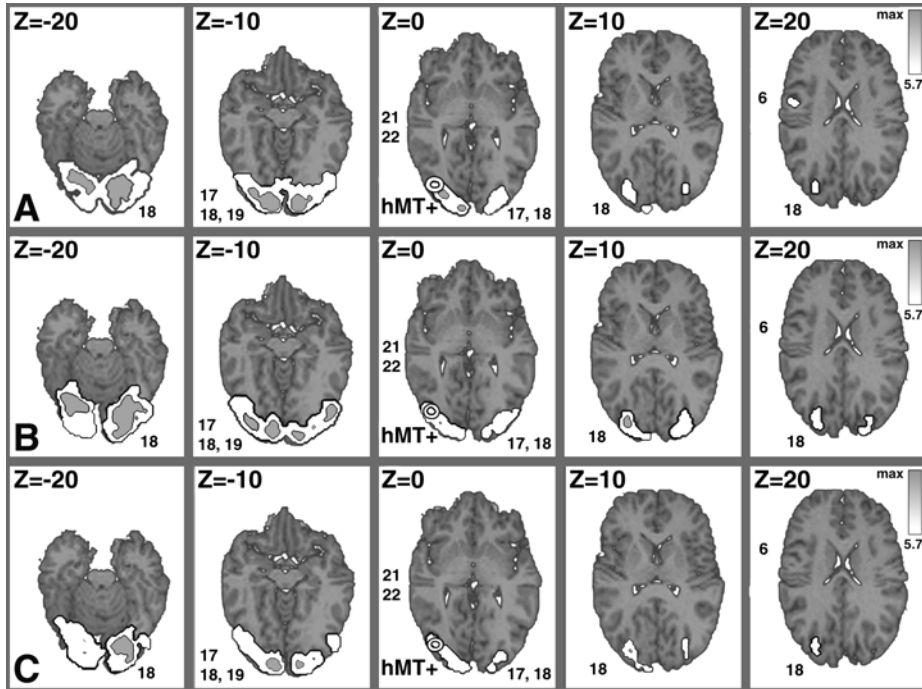 Z=-20
Z=-10
Z=0
Z=10
Z=20
max
5.7
6
21
22
17
18, 19
hMT+
17, 18
18
18
18
A
Z=-20
Z=-10
Z=0
Z=10
Z=20
6
21
22
17
18, 19
hMT+
17, 18
18
18
18
B
Z=-20
Z=-10
Z=0
Z=10
Z=20
max
5.7
6
21
22
17
18, 19
hMT+
17, 18
18
18
18
C